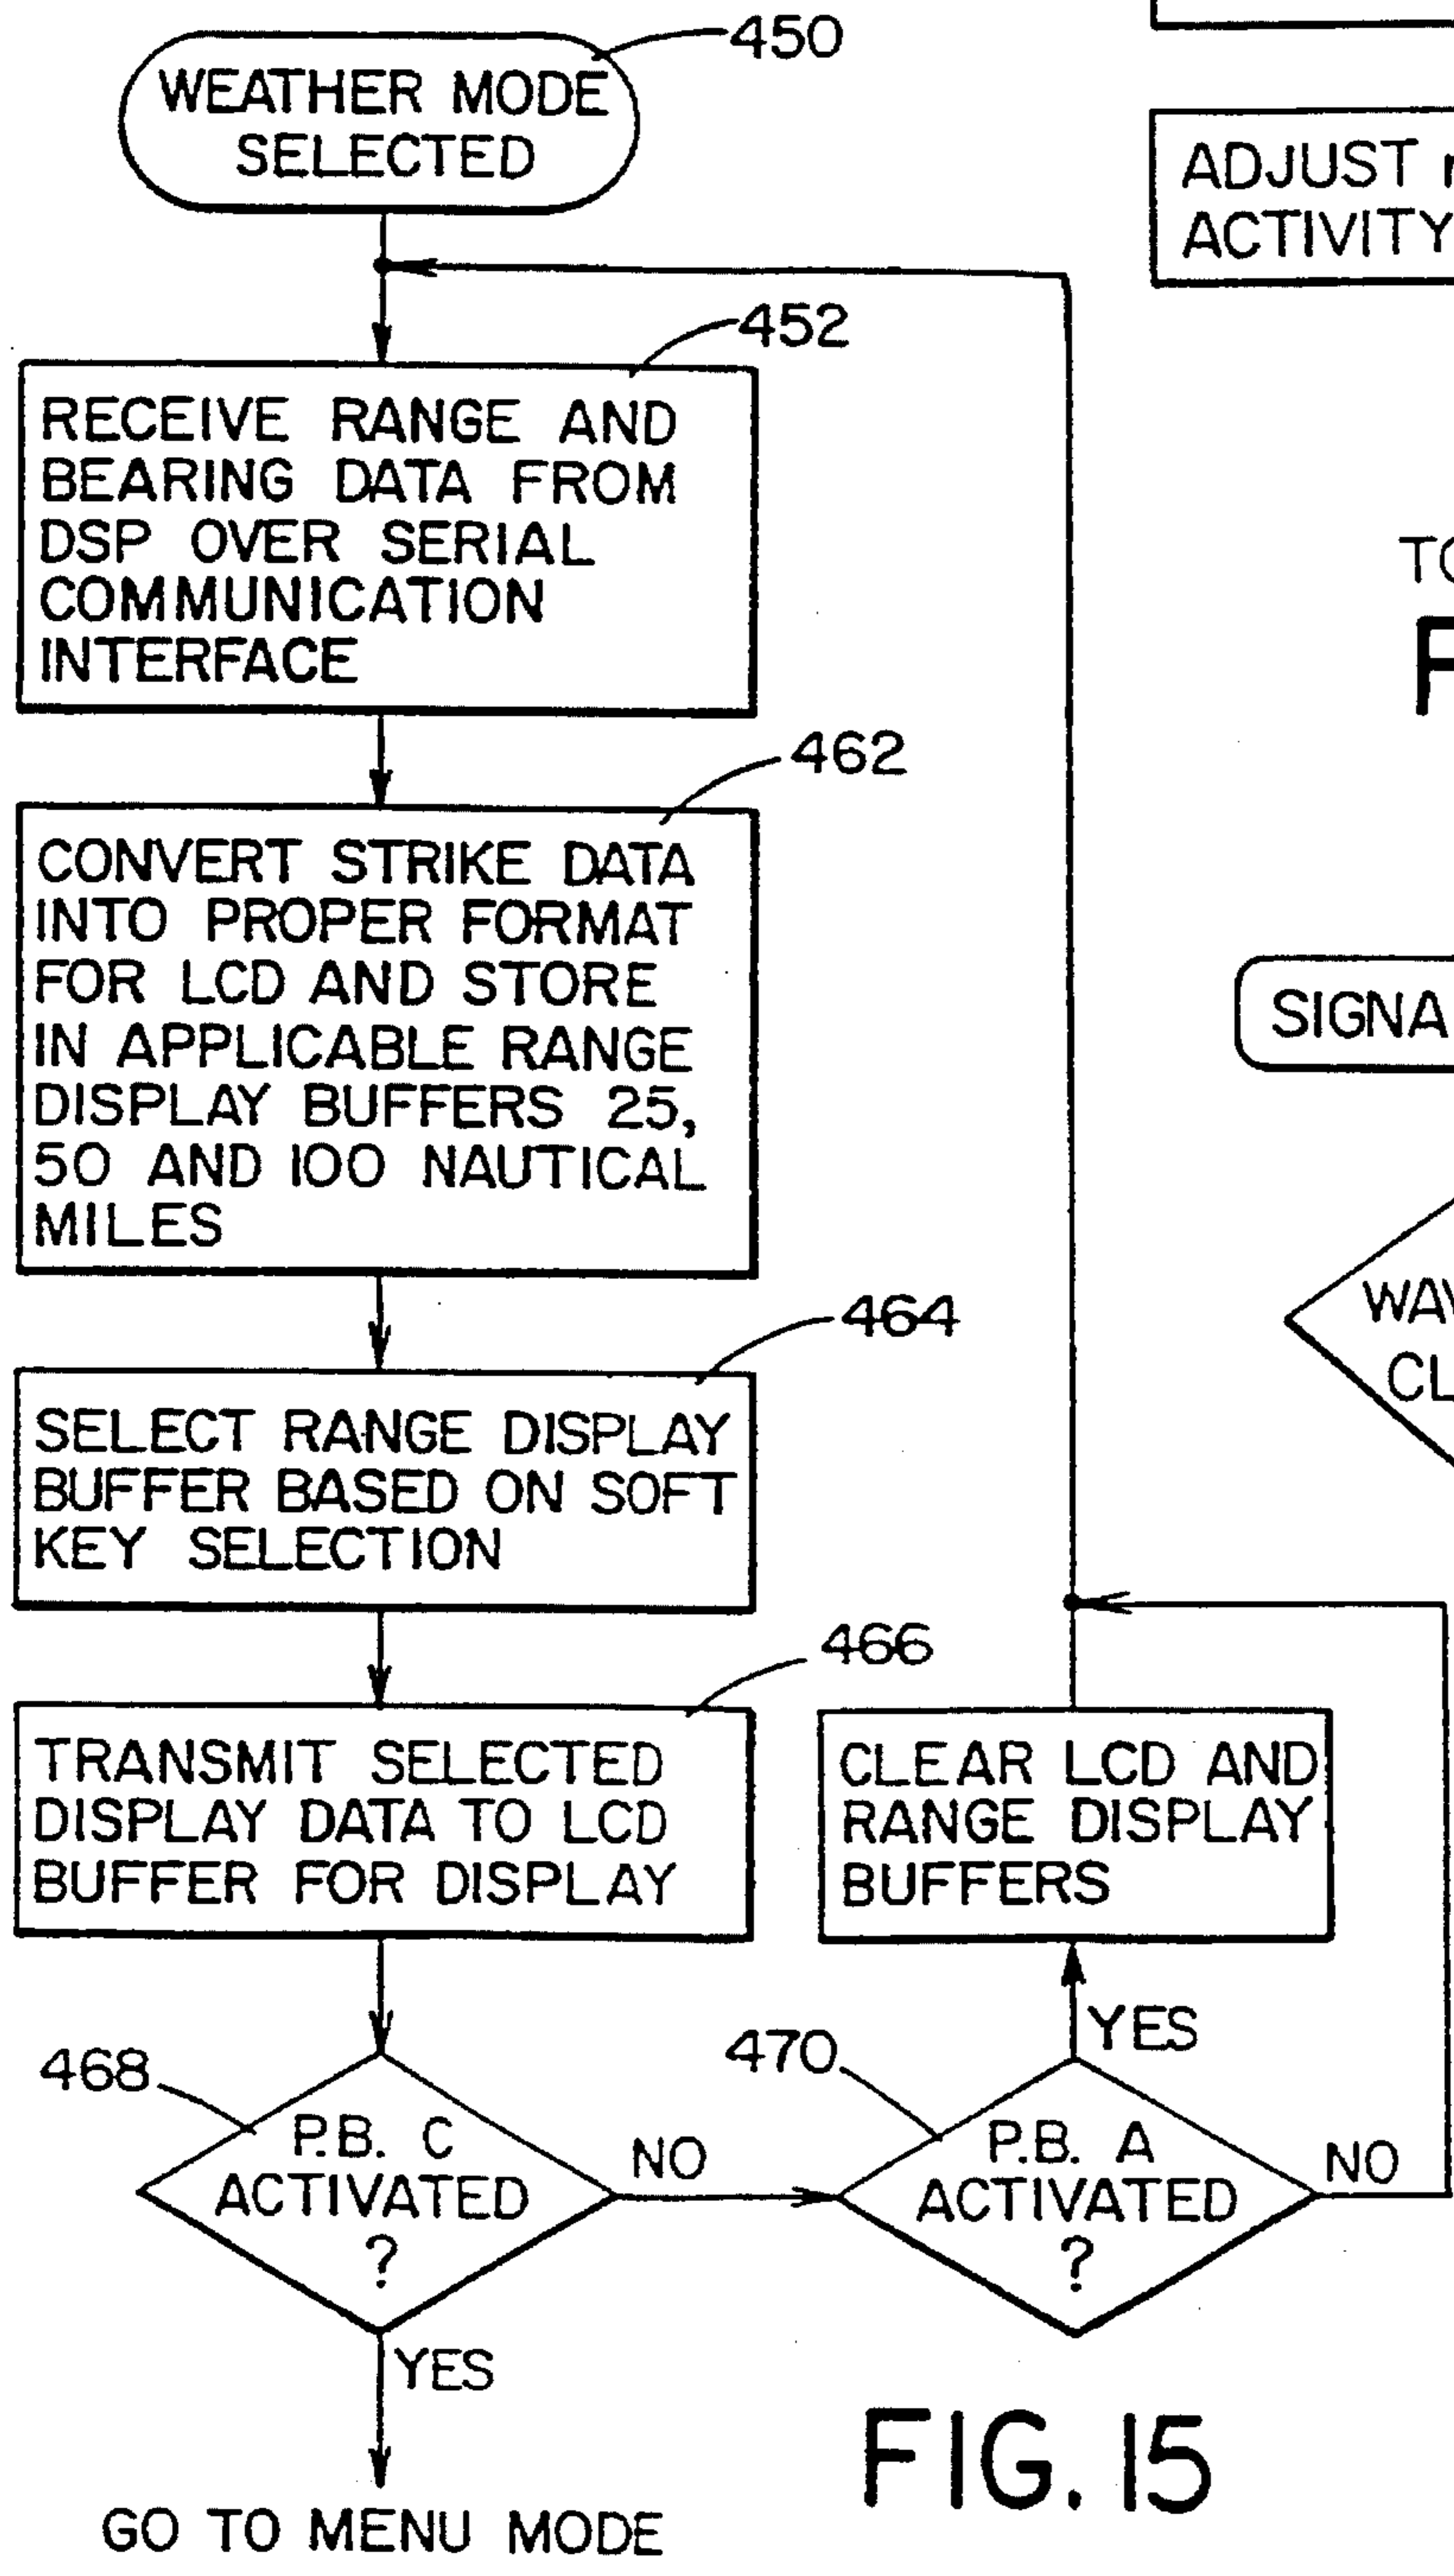 450
WEATHER MODE
SELECTED
452
RECEIVE RANGE AND
BEARING DATA FROM
DSP OVER SERIAL
COMMUNICATION
INTERFACE
462
CONVERT STRIKE DATA
INTO PROPER FORMAT
FOR LCD AND STORE
IN APPLICABLE RANGE
DISPLAY BUFFERS 25,
50 AND 100 NAUTICAL
MILES
464
SELECT RANGE DISPLAY
BUFFER BASED ON SOFT
KEY SELECTION
466
TRANSMIT SELECTED
DISPLAY DATA TO LCD
BUFFER FOR DISPLAY
468
P.B. C
ACTIVATED
?
NO
YES
GO TO MENU MODE
470
P.B. A
ACTIVATED
?
YES
NO
CLEAR LCD AND
RANGE DISPLAY
BUFFERS
FIG. 15
ADJUST
ACTIVITY